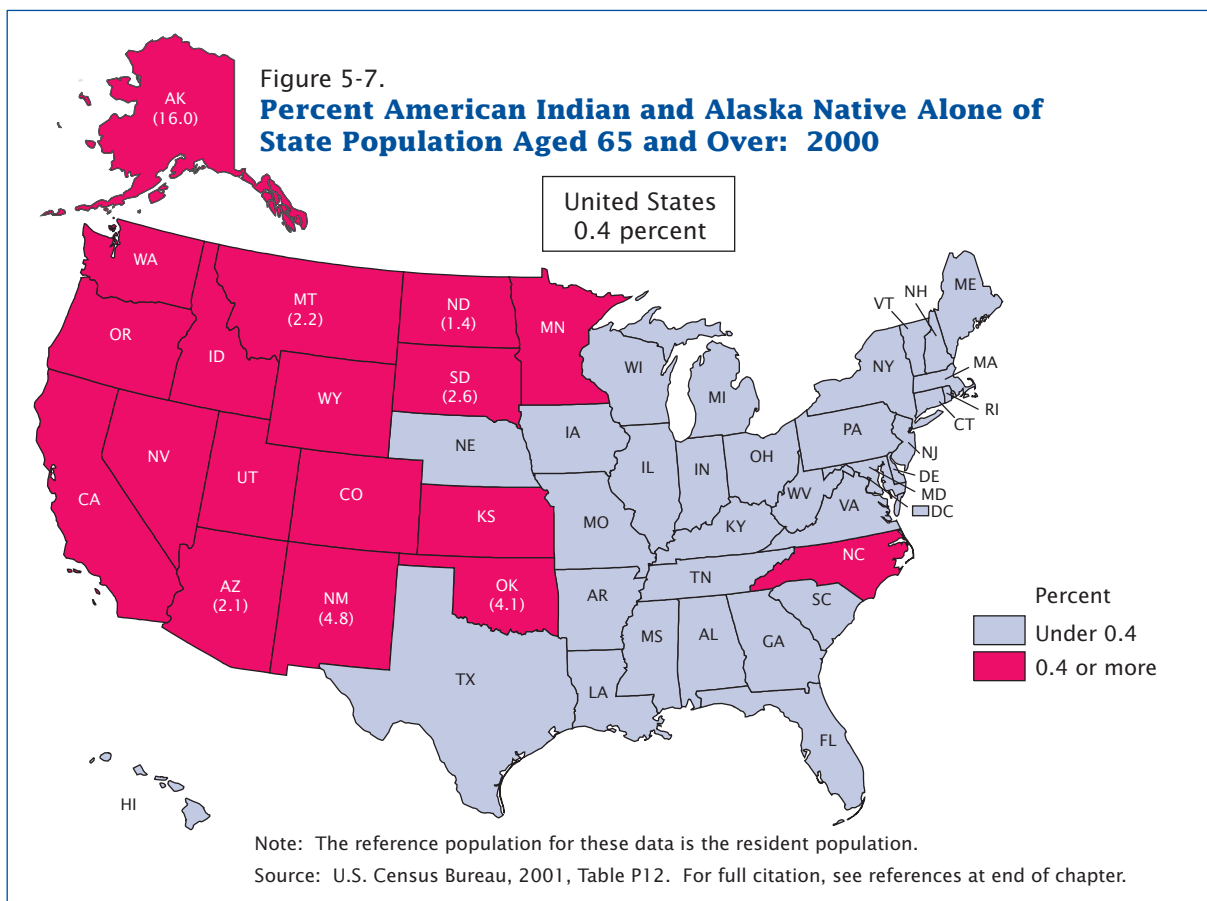 Figure 5-7.
Percent American Indian and Alaska Native Alone of
State Population Aged 65 and Over: 2000
United States
0.4 percent
AK
(16.0)
WA
MT
(2.2)
ND
(1.4)
MN
OR
ID
WY
SD
(2.6)
WI
MI
NY
VT
NH
ME
MA
RI
CT
NV
UT
CO
CA
NE
IA
IL
IN
OH
PA
NJ
DE
MD
DC
WV
VA
KS
MO
KY
AZ
(2.1)
NM
(4.8)
OK
(4.1)
AR
TN
NC
SC
MS
AL
GA
TX
LA
FL
HI
Percent
Under 0.4
0.4 or more
Note: The reference population for these data is the resident population.
Source: U.S. Census Bureau, 2001, Table P12. For full citation, see references at end of chapter.